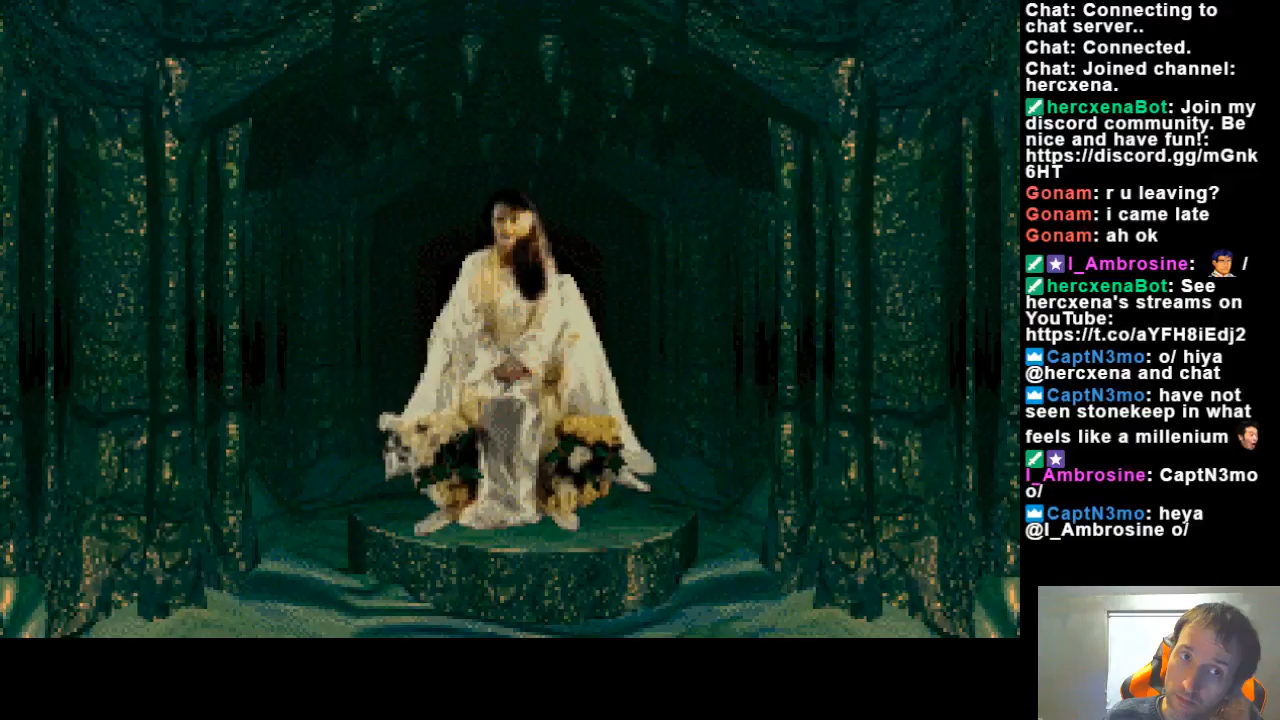 Chat: Connecting to
chat server..
Chat: Connected.
Chat: Joined channel:
hercxena.
hercxenaBot: Join my
discord community. Be
nice and have fun!:
https://discord.gg/mGnk
6HT
Gonam: r u leaving?
Gonam: i came late
Gonam: ah ok
I_Ambrosine: /
hercxenaBot: See
hercxena's streams on
YouTube:
https://t.co/aYFH8iEdj2
CaptN3mo: o/ hiya
@hercxena and chat
CaptN3mo: have not
seen stonekeep in what
feels like a millenium
I_Ambrosine: CaptN3mo
o/
CaptN3mo: heya
@I_Ambrosine o/